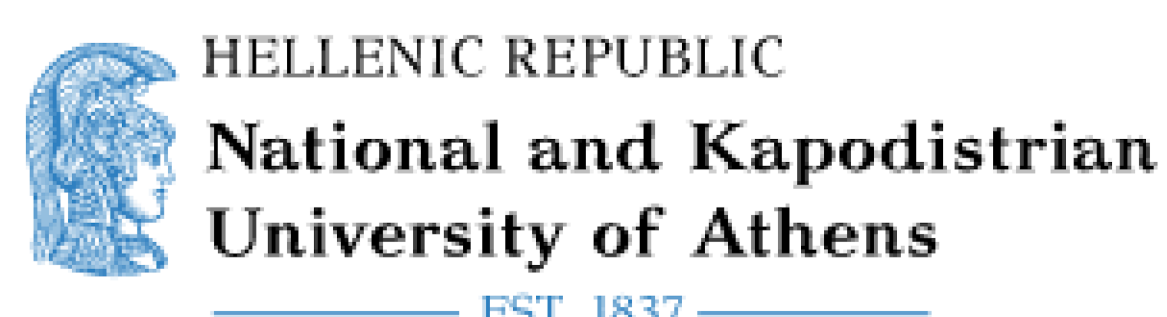 HELLENIC REPUBLIC
National and Kapodistrian
University of Athens
EST. 1837